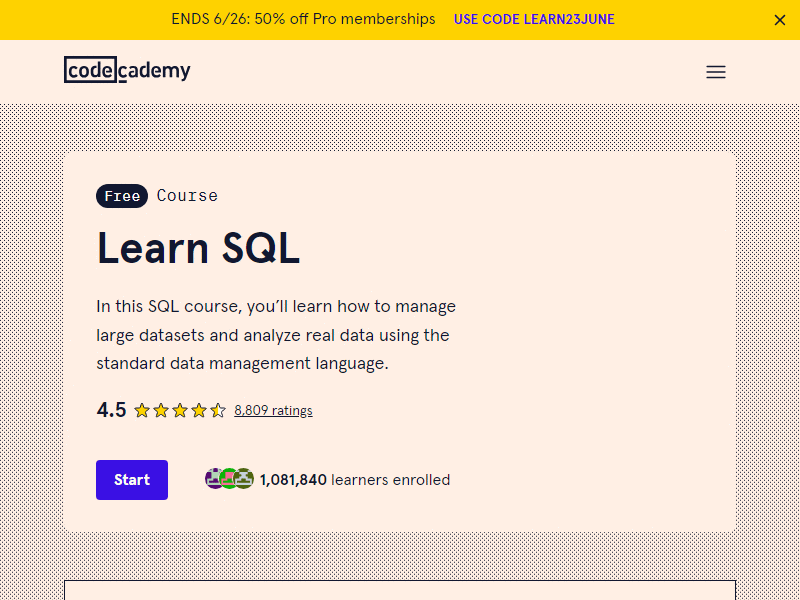 ENDS 6/26: 50% off Pro memberships USE CODE LEARN23JUNE
codecademy
Free Course
Learn SQL
In this SQL course, you’ll learn how to manage
large datasets and analyze real data using the
standard data management language.
4.5 8,809 ratings
Start 1,081,840 learners enrolled